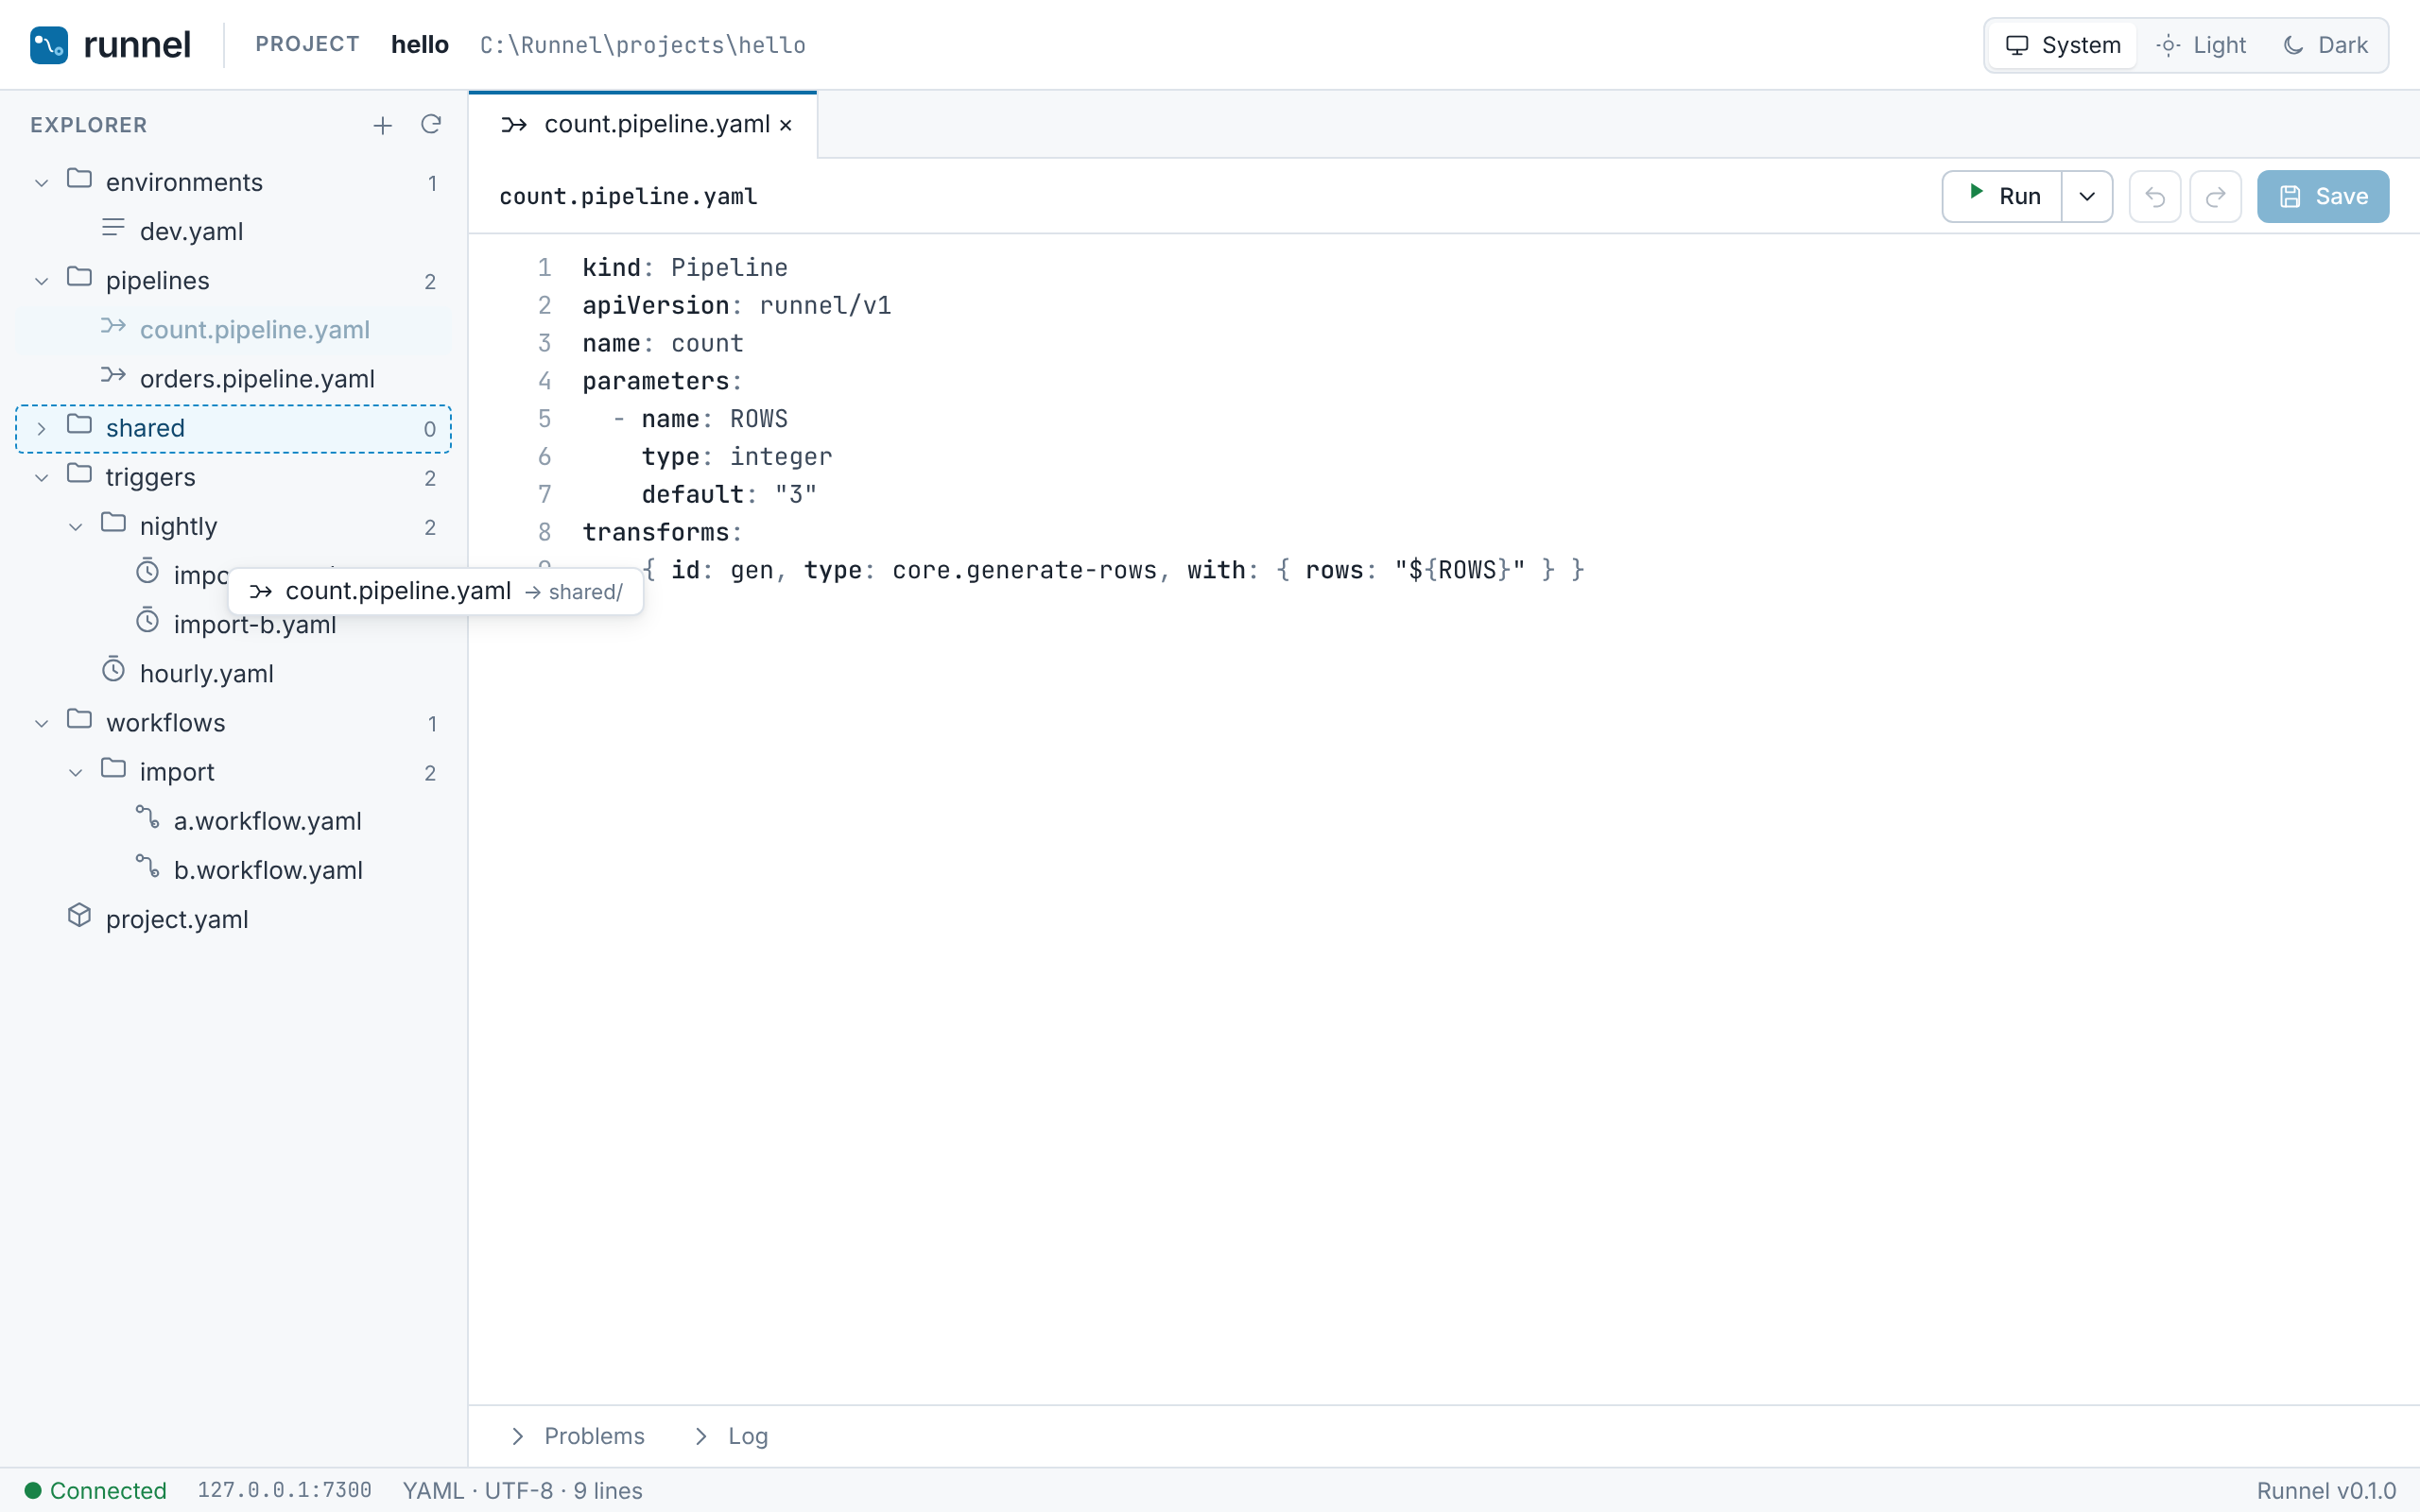 runnel PROJECT hello C:\Runnel\projects\hello System Light Dark
EXPLORER
environments 1
dev.yaml
pipelines 2
count.pipeline.yaml
orders.pipeline.yaml
shared 0
triggers 2
nightly 2
import-b.yaml
hourly.yaml
workflows 1
import 2
a.workflow.yaml
b.workflow.yaml
project.yaml
count.pipeline.yaml → shared/
count.pipeline.yaml ×
count.pipeline.yaml Run Save
1 kind: Pipeline
2 apiVersion: runnel/v1
3 name: count
4 parameters:
5 - name: ROWS
6 type: integer
7 default: "3"
8 transforms:
{ id: gen, type: core.generate-rows, with: { rows: "${ROWS}" } }
Problems Log
Connected 127.0.0.1:7300 YAML · UTF-8 · 9 lines Runnel v0.1.0